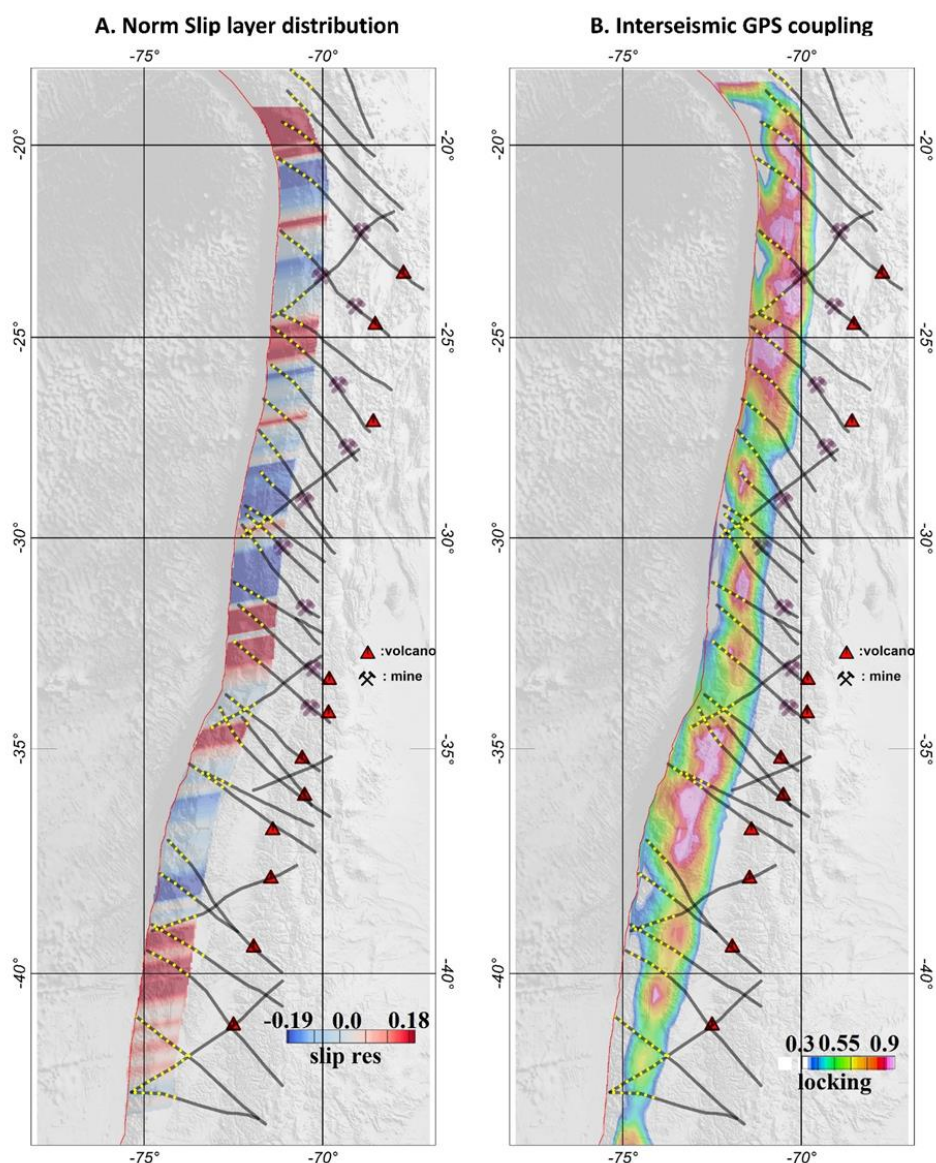 A. Norm Slip layer distribution
B. Interseismic GPS coupling
-75° -70°
-75° -70°
-20° -20° -20°
-25° -25° -25°
-30° -30° -30°
:volcano
: mine
:volcano
: mine
-35° -35° -35°
-40° -40° -40°
-0.19 0.0 0.18
slip res
0.3 0.55 0.9
locking
-75° -70°
-75° -70°